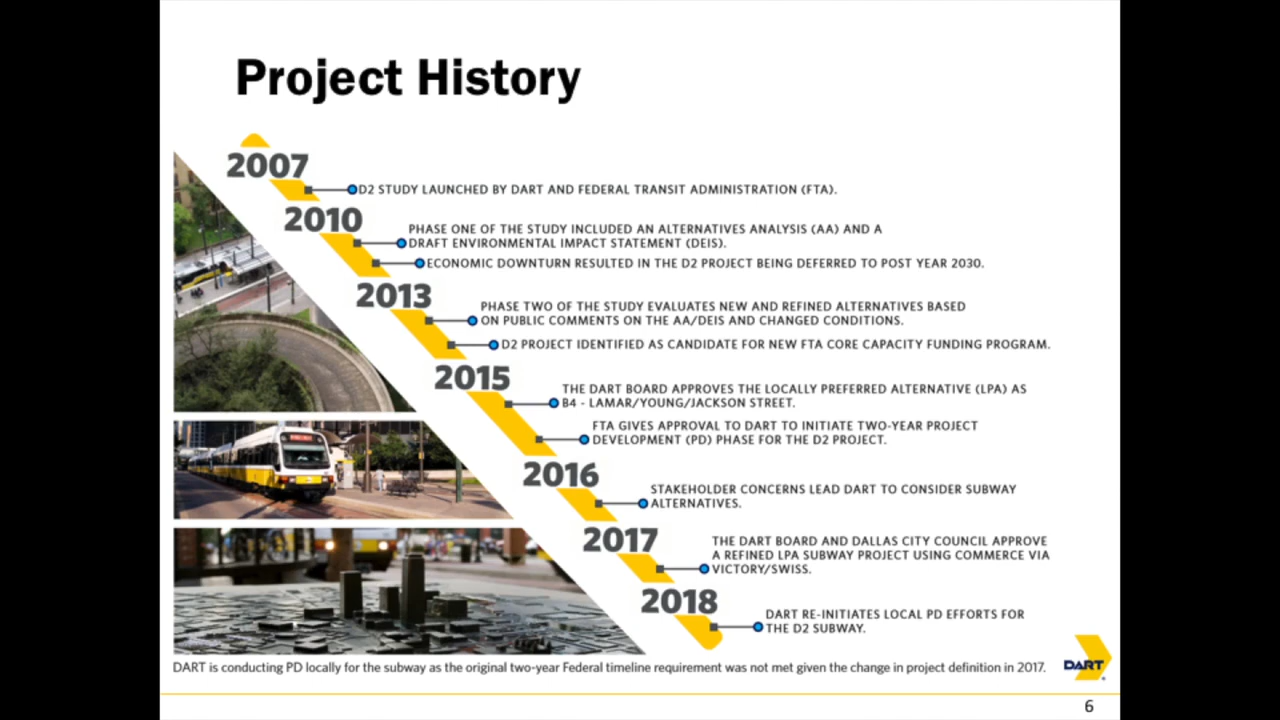 Project History
2007
D2 STUDY LAUNCHED BY DART AND FEDERAL TRANSIT ADMINISTRATION (FTA).
2010
PHASE ONE OF THE STUDY INCLUDED AN ALTERNATIVES ANALYSIS (AA) AND A
DRAFT ENVIRONMENTAL IMPACT STATEMENT (DEIS).
ECONOMIC DOWNTURN RESULTED IN THE D2 PROJECT BEING DEFERRED TO POST YEAR 2030.
2013
PHASE TWO OF THE STUDY EVALUATES NEW AND REFINED ALTERNATIVES BASED
ON PUBLIC COMMENTS ON THE AA/DEIS AND CHANGED CONDITIONS.
D2 PROJECT IDENTIFIED AS CANDIDATE FOR NEW FTA CORE CAPACITY FUNDING PROGRAM.
2015
THE DART BOARD APPROVES THE LOCALLY PREFERRED ALTERNATIVE (LPA) AS
B4 - LAMAR/YOUNG/JACKSON STREET.
FTA GIVES APPROVAL TO DART TO INITIATE TWO-YEAR PROJECT
DEVELOPMENT (PD) PHASE FOR THE D2 PROJECT.
2016
STAKEHOLDER CONCERNS LEAD DART TO CONSIDER SUBWAY
ALTERNATIVES.
2017
THE DART BOARD AND DALLAS CITY COUNCIL APPROVE
A REFINED LPA SUBWAY PROJECT USING COMMERCE VIA
VICTORY/SWISS.
2018
DART RE-INITIATES LOCAL PD EFFORTS FOR
THE D2 SUBWAY.
DART is conducting PD locally for the subway as the original two-year Federal timeline requirement was not met given the change in project definition in 2017.
DART
6